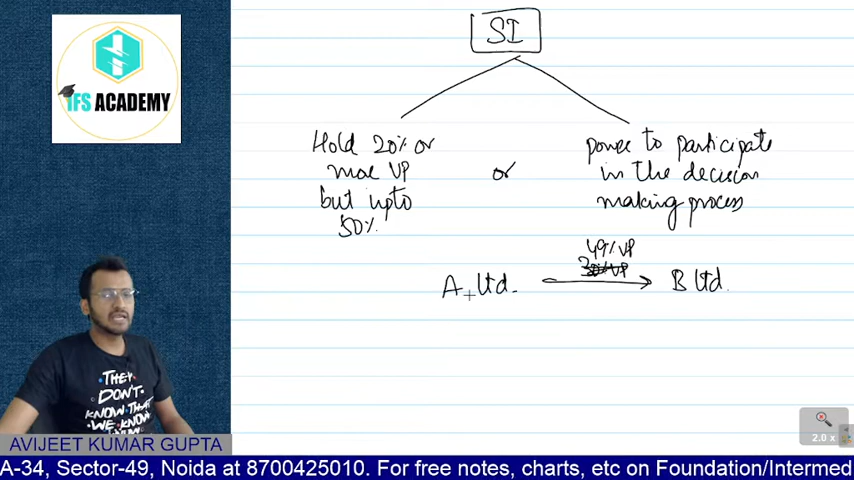 SI
IFS ACADEMY
Hold 20% or
more VP
but upto
50%
or
power to participate
in the decision
making process
49% VP
A Ltd.
B Ltd.
THEY
DON'T
KNOW THAT
WE KNOW
AVIJEET KUMAR GUPTA
2.0 x
A-34, Sector-49, Noida at 8700425010. For free notes, charts, etc on Foundation/Intermed